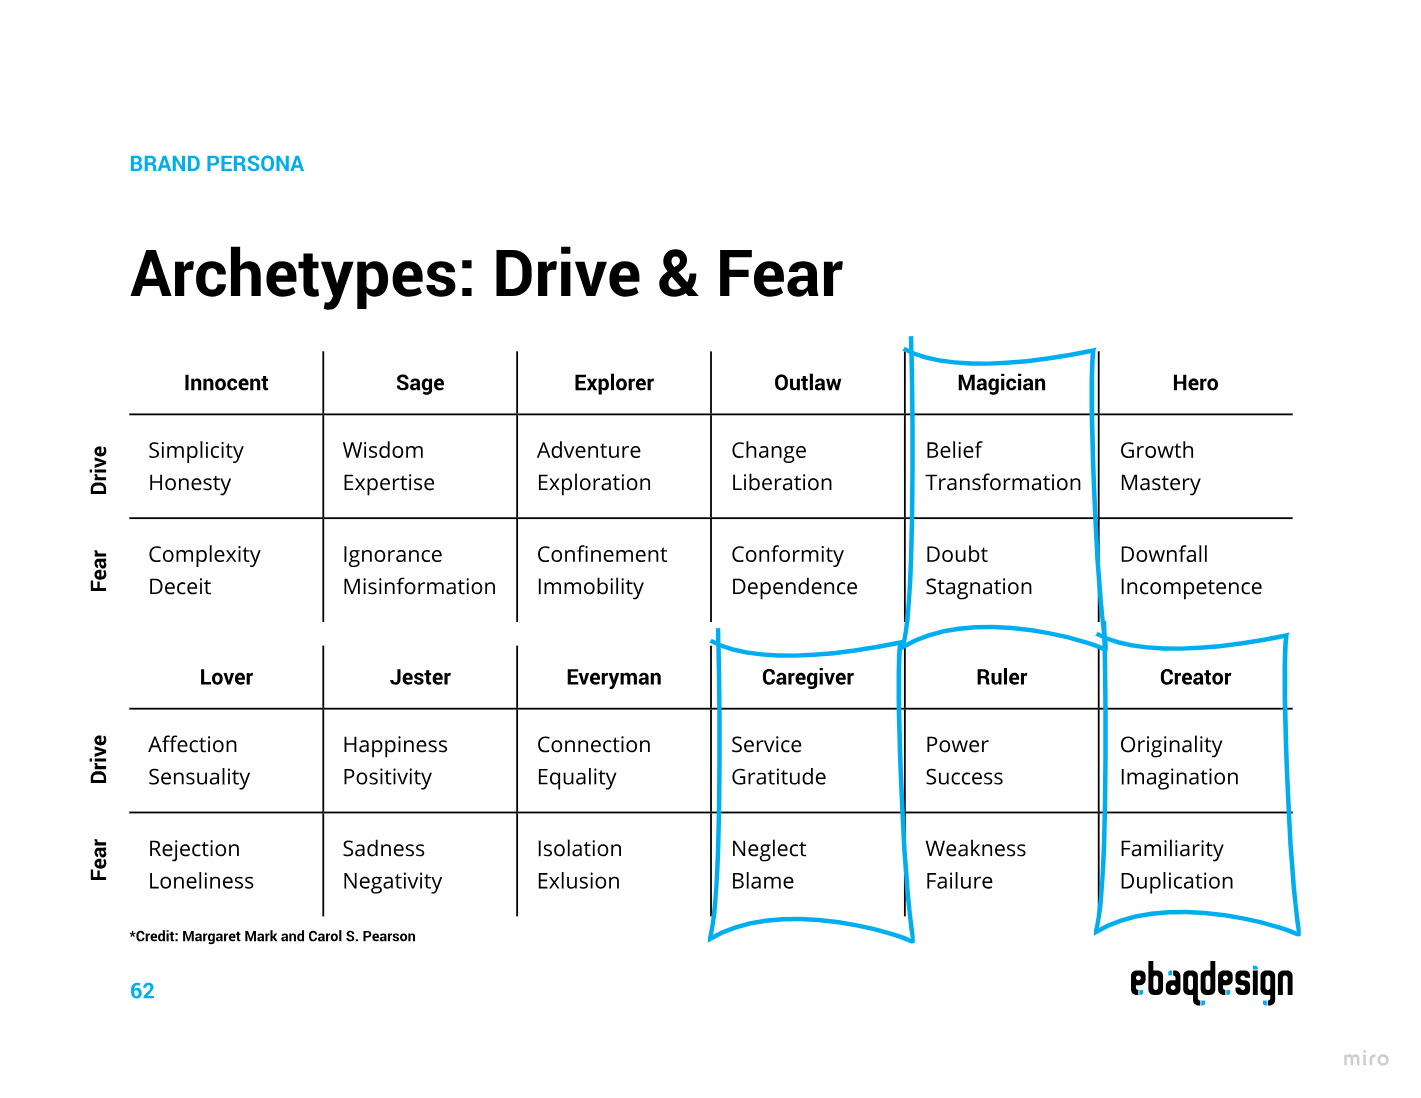 BRAND PERSONA
Archetypes: Drive & Fear
Innocent Sage Explorer Outlaw Magician Hero
Drive
Simplicity Wisdom Adventure Change Belief Growth
Honesty Expertise Exploration Liberation Transformation Mastery
Fear
Complexity Ignorance Confinement Conformity Doubt Downfall
Deceit Misinformation Immobility Dependence Stagnation Incompetence
Lover Jester Everyman Caregiver Ruler Creator
Drive
Affection Happiness Connection Service Power Originality
Sensuality Positivity Equality Gratitude Success Imagination
Fear
Rejection Sadness Isolation Neglect Weakness Familiarity
Loneliness Negativity Exlusion Blame Failure Duplication
*Credit: Margaret Mark and Carol S. Pearson
62
ebaqdesign
miro